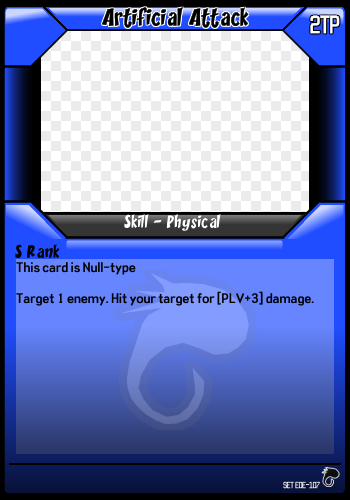 Artificial Attack
2TP
Skill - Physical
S Rank
This card is Null-type
Target 1 enemy. Hit your target for [PLV+3] damage.
SET EDE-107